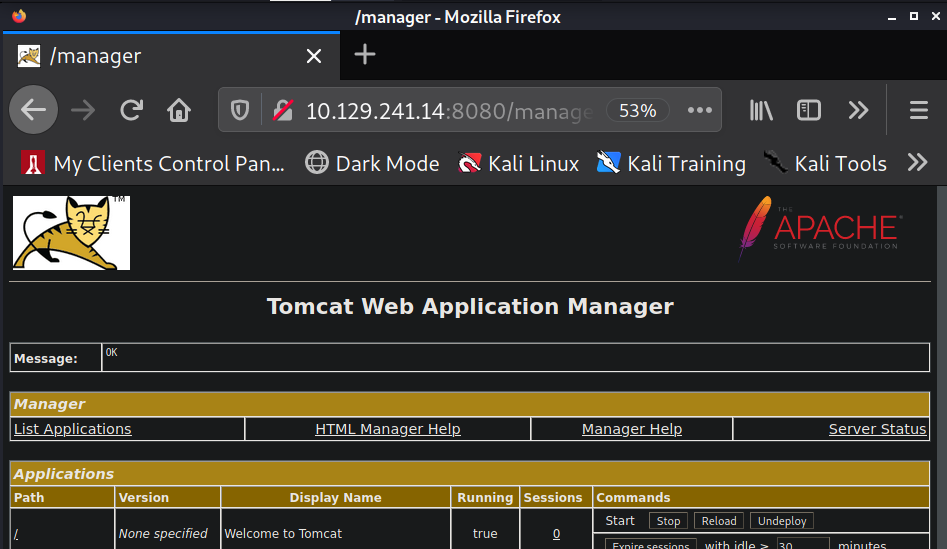 /manager - Mozilla Firefox
/manager
10.129.241.14:8080/manage 53%
My Clients Control Pan... Dark Mode Kali Linux Kali Training Kali Tools
TM
THE
APACHE
SOFTWARE FOUNDATION
Tomcat Web Application Manager
Message: OK
Manager
List Applications HTML Manager Help Manager Help Server Status
Applications
Path Version Display Name Running Sessions Commands
/ None specified Welcome to Tomcat true 0 Start Stop Reload Undeploy
Expire sessions with idle ≥ 30 minutes